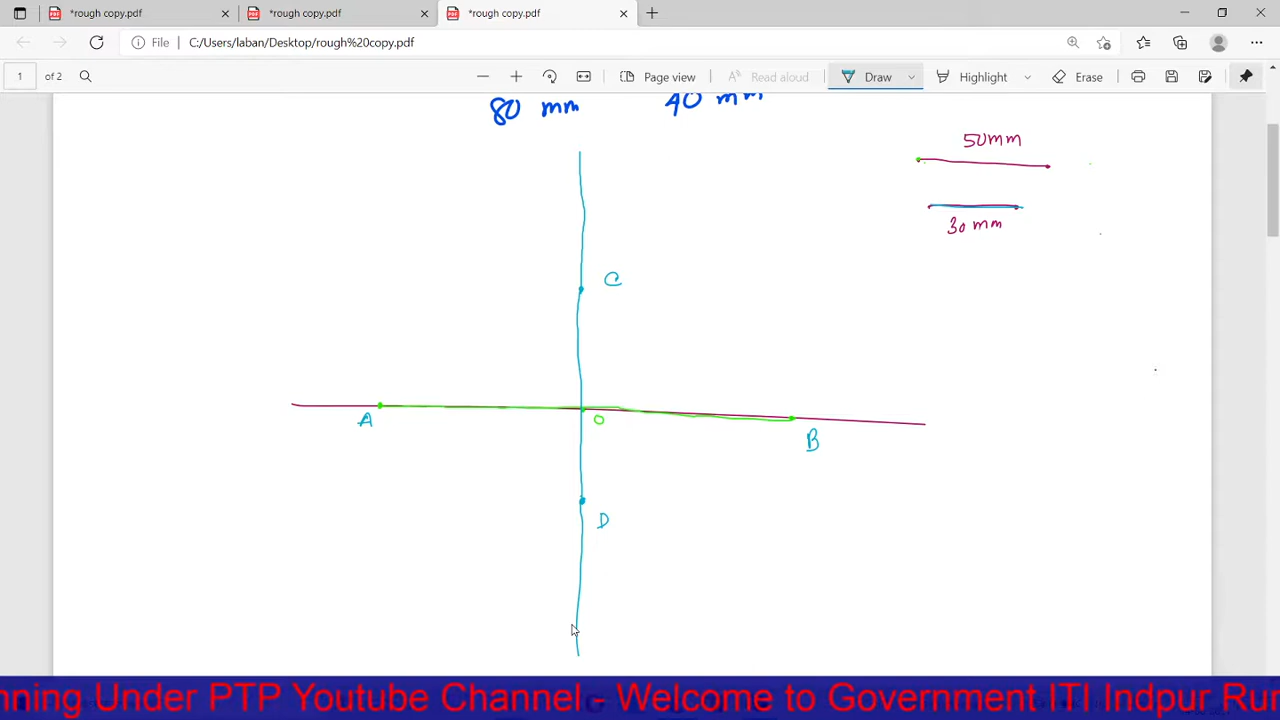 *rough copy.pdf
*rough copy.pdf
*rough copy.pdf
File
C:/Users/laban/Desktop/rough%20copy.pdf
1 of 2
Page view
Read aloud
Draw
Highlight
Erase
80 mm 40 mm
50mm
30 mm
C
A
O
B
D
nning Under PTP Youtube Channel - Welcome to Government ITI Indpur Run